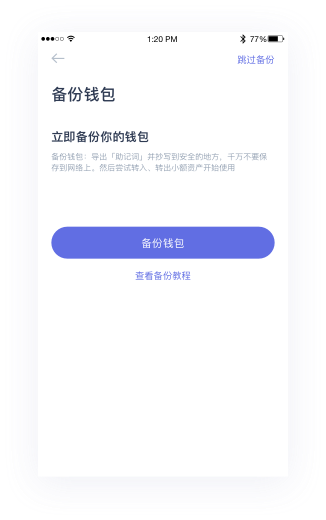 1:20 PM
77%
跳过备份
备份钱包
立即备份你的钱包
备份钱包：导出「助记词」并抄写到安全的地方，千万不要保
存到网络上。然后尝试转入、转出小额资产开始使用
备份钱包
查看备份教程